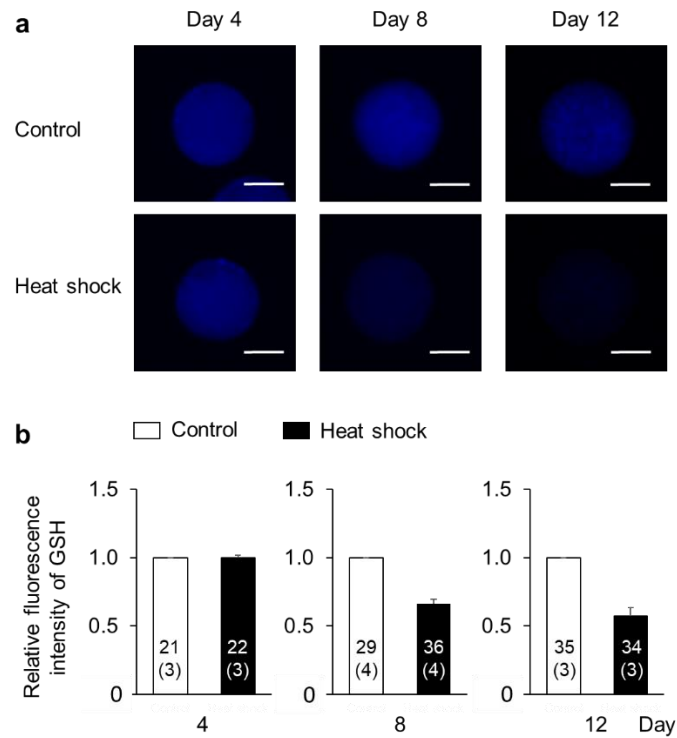 a
Day 4
Day 8
Day 12
Control
Heat shock
b
Control
Heat shock
Relative fluorescence
intensity of GSH
1.5
1.0
0.5
0
21
(3)
22
(3)
4
1.5
1.0
0.5
0
29
(4)
36
(4)
8
1.5
1.0
0.5
0
35
(3)
34
(3)
12
Day